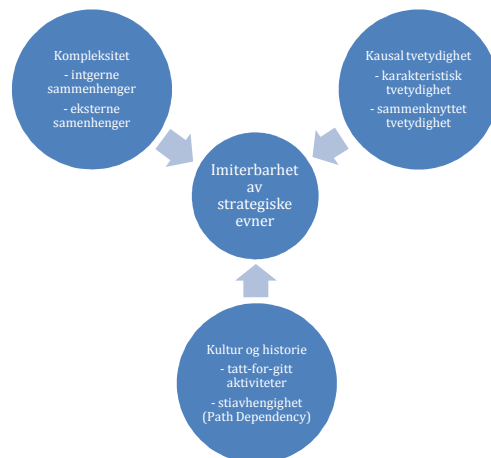 Kompleksitet
- intgerne
sammenhenger
- eksterne
samenhenger
Kausal tvetydighet
- karakteristisk
tvetydighet
- sammenknyttet
tvetydighet
Imiterbarhet
av
strategiske
evner
Kultur og historie
- tatt-for-gitt
aktiviteter
- stiavhengighet
(Path Dependency)